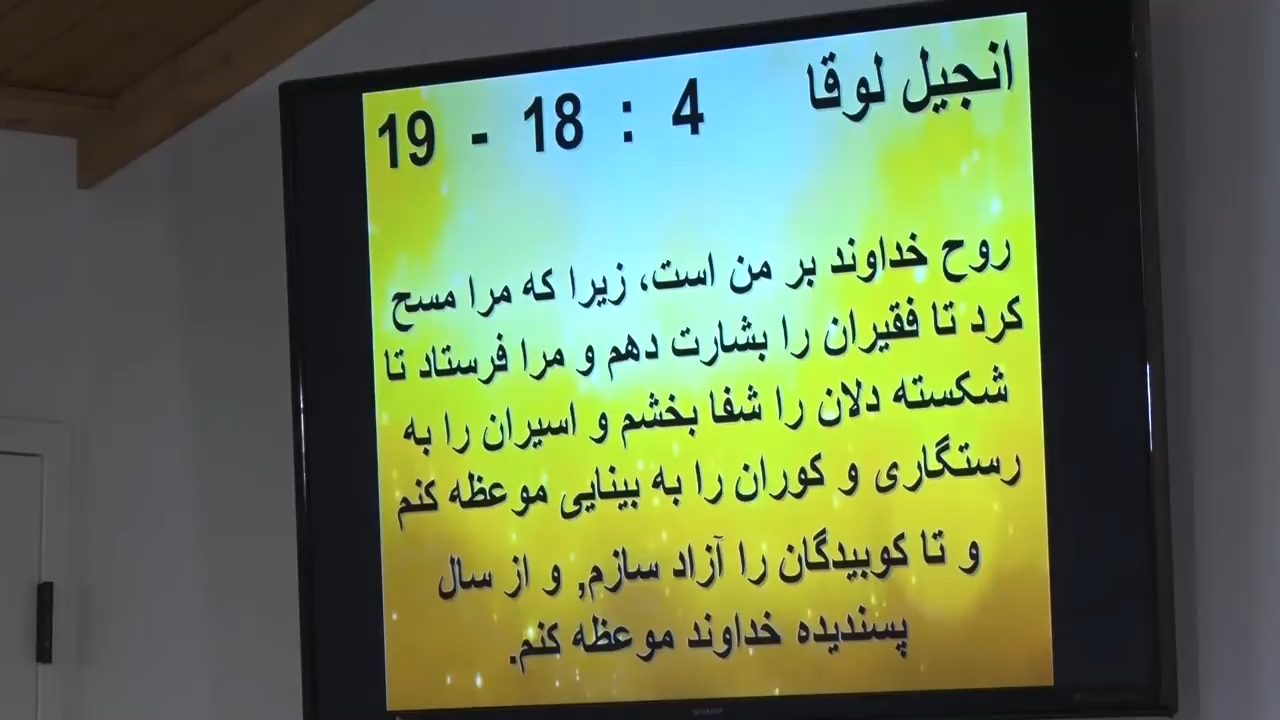 انجیل لوقا 4 : 18 - 19
روح خداوند بر من است، زیرا که مرا مسح
کرد تا فقیران را بشارت دهم و مرا فرستاد تا
شکسته دلان را شفا بخشم و اسیران را به
رستگاری و کوران را به بینایی موعظه کنم
و تا کوبیدگان را آزاد سازم, و از سال
پسندیده خداوند موعظه کنم.
SHARP